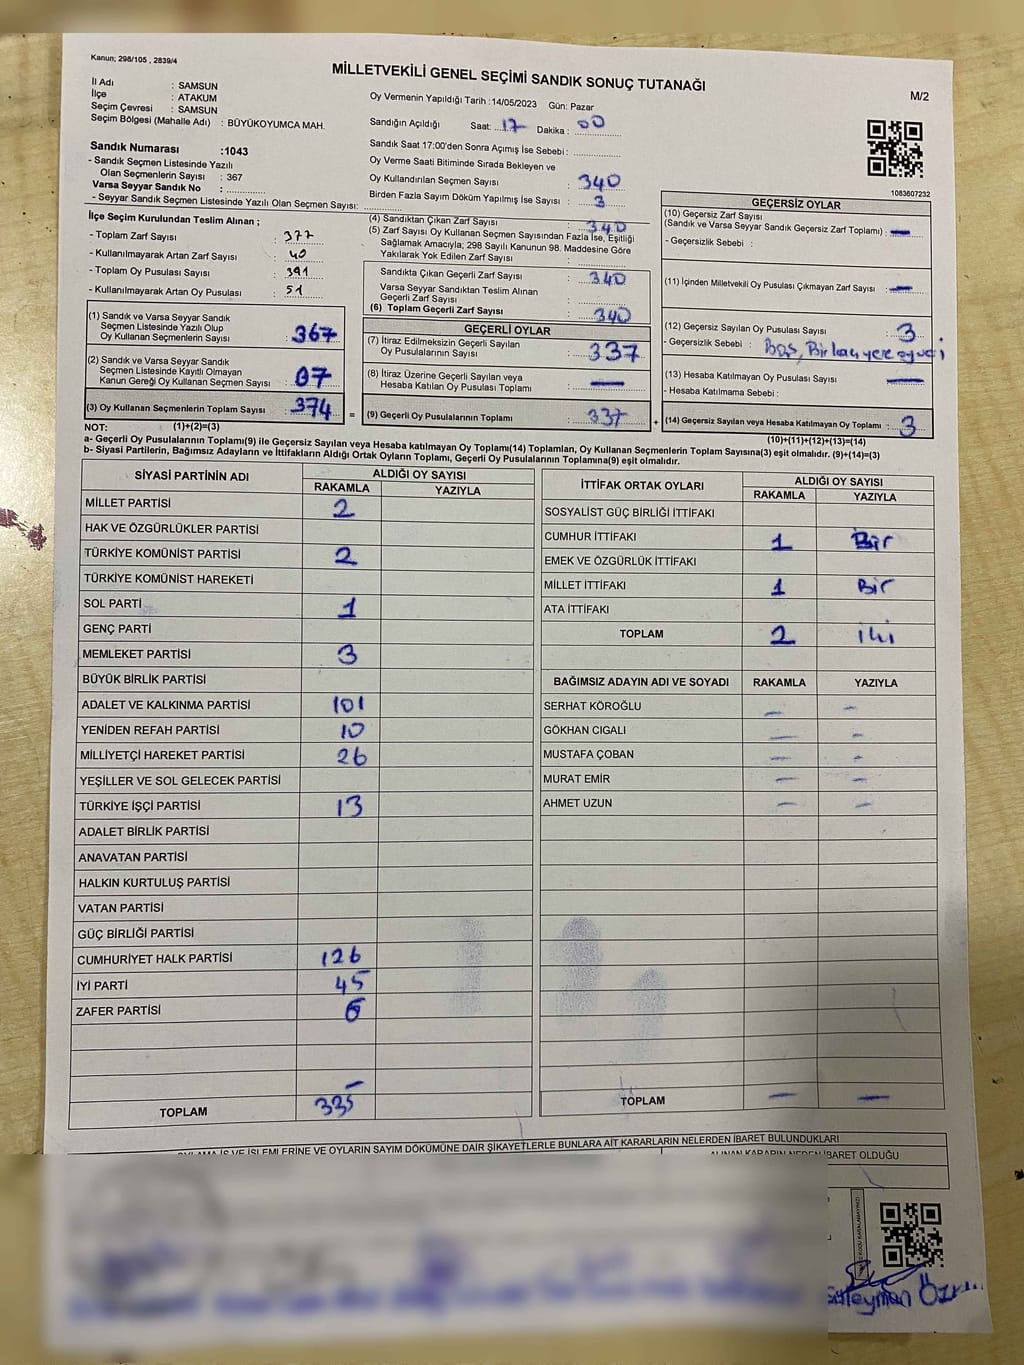 Kanun; 298/105 , 2839/4
MİLLETVEKİLİ GENEL SEÇİMİ SANDIK SONUÇ TUTANAĞI
M/2
İl Adı : SAMSUN
İlçe : ATAKUM
Seçim Çevresi : SAMSUN
Seçim Bölgesi (Mahalle Adı) : BÜYÜKOYUMCA MAH.
Oy Vermenin Yapıldığı Tarih :14/05/2023 Gün: Pazar
Sandığın Açıldığı Saat: 17 Dakika : 00
Sandık Saat 17:00'den Sonra Açımış İse Sebebi :
Oy Verme Saati Bitiminde Sırada Bekleyen ve
Oy Kullandırılan Seçmen Sayısı : 340
Birden Fazla Sayım Döküm Yapılmış İse Sayısı : 3
Sandık Numarası :1043
- Sandık Seçmen Listesinde Yazılı
Olan Seçmenlerin Sayısı : 367
Varsa Seyyar Sandık No :
- Seyyar Sandık Seçmen Listesinde Yazılı Olan Seçmen Sayısı:
1083607232
İlçe Seçim Kurulundan Teslim Alınan ;
- Toplam Zarf Sayısı : 377
- Kullanılmayarak Artan Zarf Sayısı : 40
- Toplam Oy Pusulası Sayısı : 391
- Kullanılmayarak Artan Oy Pusulası : 51
(4) Sandıktan Çıkan Zarf Sayısı : 340
(5) Zarf Sayısı Oy Kullanan Seçmen Sayısından Fazla İse, Eşitliği
Sağlamak Amacıyla; 298 Sayılı Kanunun 98. Maddesine Göre
Yakılarak Yok Edilen Zarf Sayısı :
Sandıkta Çıkan Geçerli Zarf Sayısı : 340
Varsa Seyyar Sandıktan Teslim Alınan
Geçerli Zarf Sayısı :
(6) Toplam Geçerli Zarf Sayısı : 340
GEÇERSİZ OYLAR
(10) Geçersiz Zarf Sayısı
(Sandık ve Varsa Seyyar Sandık Geçersiz Zarf Toplamı) : —
- Geçersizlik Sebebi :
(11) İçinden Milletvekili Oy Pusulası Çıkmayan Zarf Sayısı : —
(12) Geçersiz Sayılan Oy Pusulası Sayısı : 3
- Geçersizlik Sebebi : Boş, Birkaç yere
(13) Hesaba Katılmayan Oy Pusulası Sayısı : —
- Hesaba Katılmama Sebebi :
(14) Geçersiz Sayılan veya Hesaba Katılmayan Oy Toplamı : 3
(10)+(11)+(12)+(13)=(14)
(1) Sandık ve Varsa Seyyar Sandık
Seçmen Listesinde Yazılı Olup
Oy Kullanan Seçmenlerin Sayısı : 367
(2) Sandık ve Varsa Seyyar Sandık
Seçmen Listesinde Kayıtlı Olmayan
Kanun Gereği Oy Kullanan Seçmen Sayısı : 07
(3) Oy Kullanan Seçmenlerin Toplam Sayısı : 374 =
GEÇERLİ OYLAR
(7) İtiraz Edilmeksizin Geçerli Sayılan
Oy Pusulalarının Sayısı : 337
(8) İtiraz Üzerine Geçerli Sayılan veya
Hesaba Katılan Oy Pusulası Toplamı : —
(9) Geçerli Oy Pusulalarının Toplamı : 337 +
NOT: (1)+(2)=(3)
a- Geçerli Oy Pusulalarının Toplamı(9) ile Geçersiz Sayılan veya Hesaba katılmayan Oy Toplam(14) Toplamları, Oy Kullanan Seçmenlerin Toplam Sayısına(3) eşit olmalıdır. (9)+(14)=(3)
b- Siyasi Partilerin, Bağımsız Adayların ve İttifakların Aldığı Ortak Oyların Toplamı, Geçerli Oy Pusulalarının Toplamına(9) eşit olmalıdır.
SİYASİ PARTİNİN ADI ALDIĞI OY SAYISI
RAKAMLA YAZIYLA
MİLLET PARTİSİ 2
HAK VE ÖZGÜRLÜKLER PARTİSİ
TÜRKİYE KOMÜNİST PARTİSİ 2
TÜRKİYE KOMÜNİST HAREKETİ
SOL PARTİ 1
GENÇ PARTİ
MEMLEKET PARTİSİ 3
BÜYÜK BİRLİK PARTİSİ
ADALET VE KALKINMA PARTİSİ 101
YENİDEN REFAH PARTİSİ 10
MİLLİYETÇİ HAREKET PARTİSİ 26
YEŞİLLER VE SOL GELECEK PARTİSİ
TÜRKİYE İŞÇİ PARTİSİ 13
ADALET BİRLİK PARTİSİ
ANAVATAN PARTİSİ
HALKIN KURTULUŞ PARTİSİ
VATAN PARTİSİ
GÜÇ BİRLİĞİ PARTİSİ
CUMHURİYET HALK PARTİSİ 126
İYİ PARTİ 45
ZAFER PARTİSİ 6
TOPLAM 335
İTTİFAK ORTAK OYLARI ALDIĞI OY SAYISI
RAKAMLA YAZIYLA
SOSYALİST GÜÇ BİRLİĞİ İTTİFAKI
CUMHUR İTTİFAKI 1 Bir
EMEK VE ÖZGÜRLÜK İTTİFAKI
MİLLET İTTİFAKI 1 Bir
ATA İTTİFAKI
TOPLAM 2 iki
BAĞIMSIZ ADAYIN ADI VE SOYADI RAKAMLA YAZIYLA
SERHAT KÖROĞLU — —
GÖKHAN CIGALI — —
MUSTAFA ÇOBAN — —
MURAT EMİR — —
AHMET UZUN — —
TOPLAM — —
İŞ VE İŞLEMLERİNE VE OYLARIN SAYIM DÖKÜMÜNE DAİR ŞİKAYETLERLE BUNLARA AİT KARARLARIN NELERDEN İBARET BULUNDUKLARI
ALINAN KARARIN NEDEN İBARET OLDUĞU
Süleyman